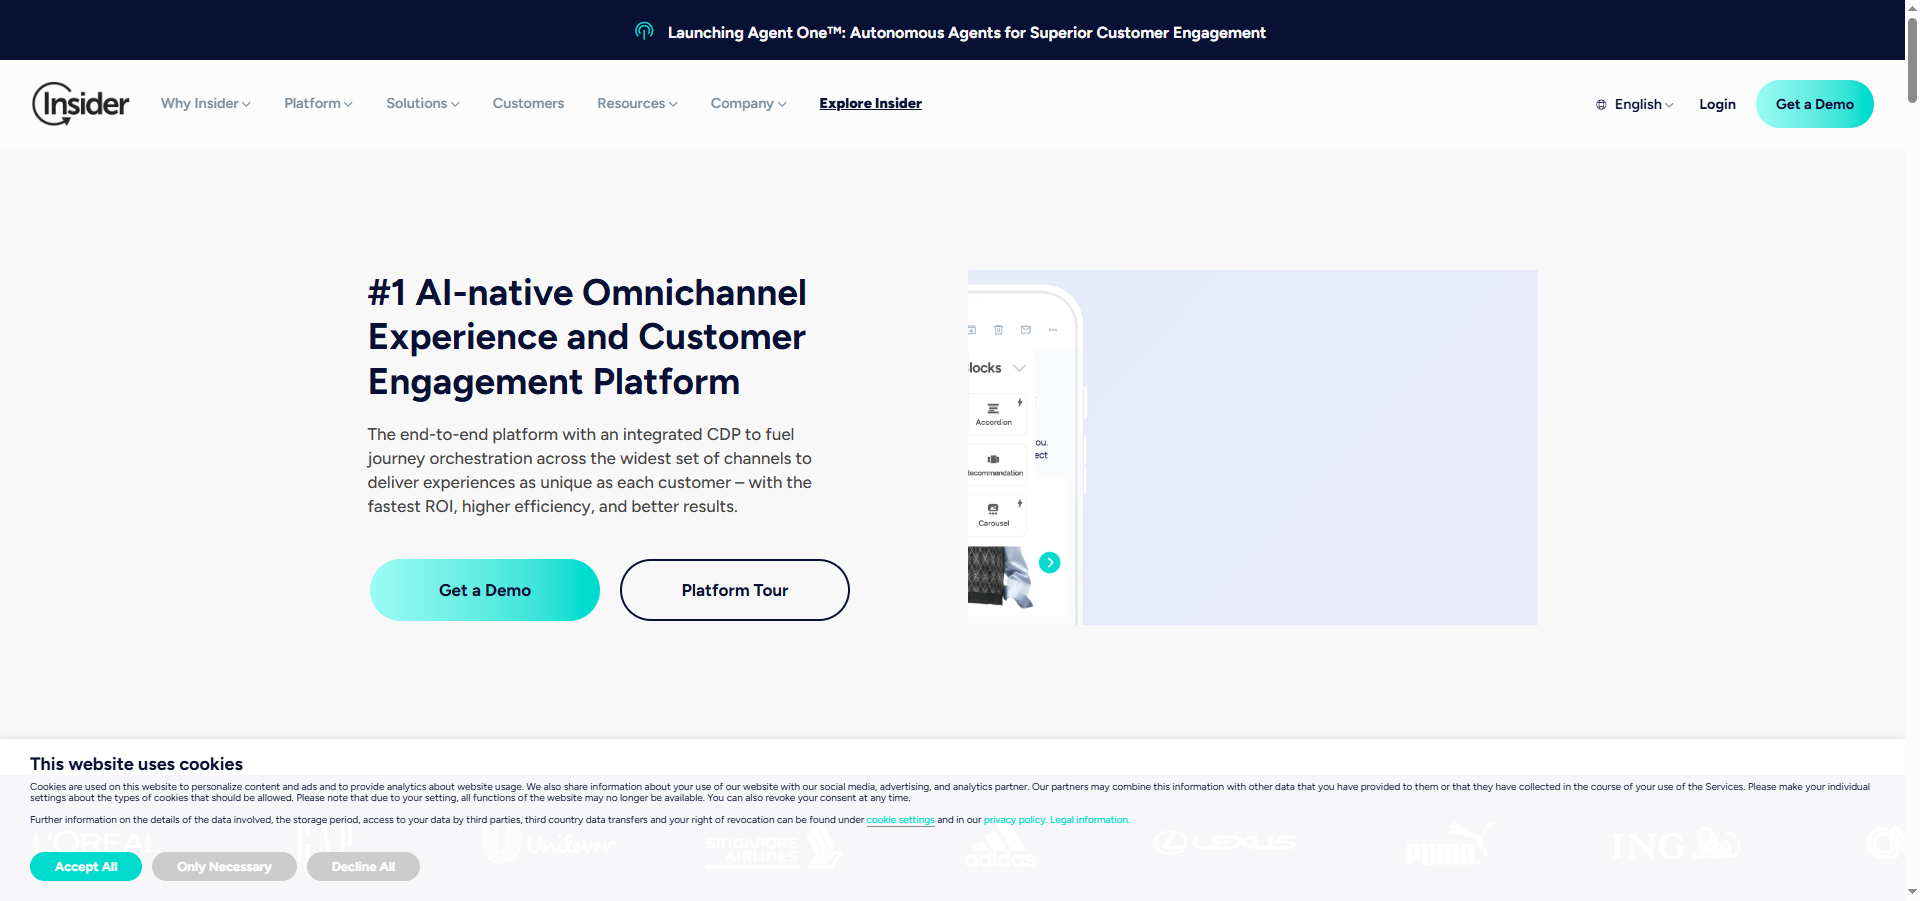 Launching Agent One™: Autonomous Agents for Superior Customer Engagement
Insider
Why Insider
Platform
Solutions
Customers
Resources
Company
Explore Insider
English
Login
Get a Demo
#1 AI-native Omnichannel
Experience and Customer
Engagement Platform
The end-to-end platform with an integrated CDP to fuel
journey orchestration across the widest set of channels to
deliver experiences as unique as each customer – with the
fastest ROI, higher efficiency, and better results.
Get a Demo
Platform Tour
Accordion
Carousel
This website uses cookies
Cookies are used on this website to personalize content and ads and to provide analytics about website usage. We also share information about your use of our website with our social media, advertising, and analytics partner. Our partners may combine this information with other data that you have provided to them or that they have collected in the course of your use of the Services. Please make your individual
settings about the types of cookies that should be allowed. Please note that due to your setting, all functions of the website may no longer be available. You can also revoke your consent at any time.
Further information on the details of the data involved, the storage period, access to your data by third parties, third country data transfers and your right of revocation can be found under cookie settings and in our privacy policy. Legal information.
L'ORÉAL
GAP
Unilever
SINGAPORE
AIRLINES
adidas
LEXUS
PUMA
ING
Accept All
Only Necessary
Decline All